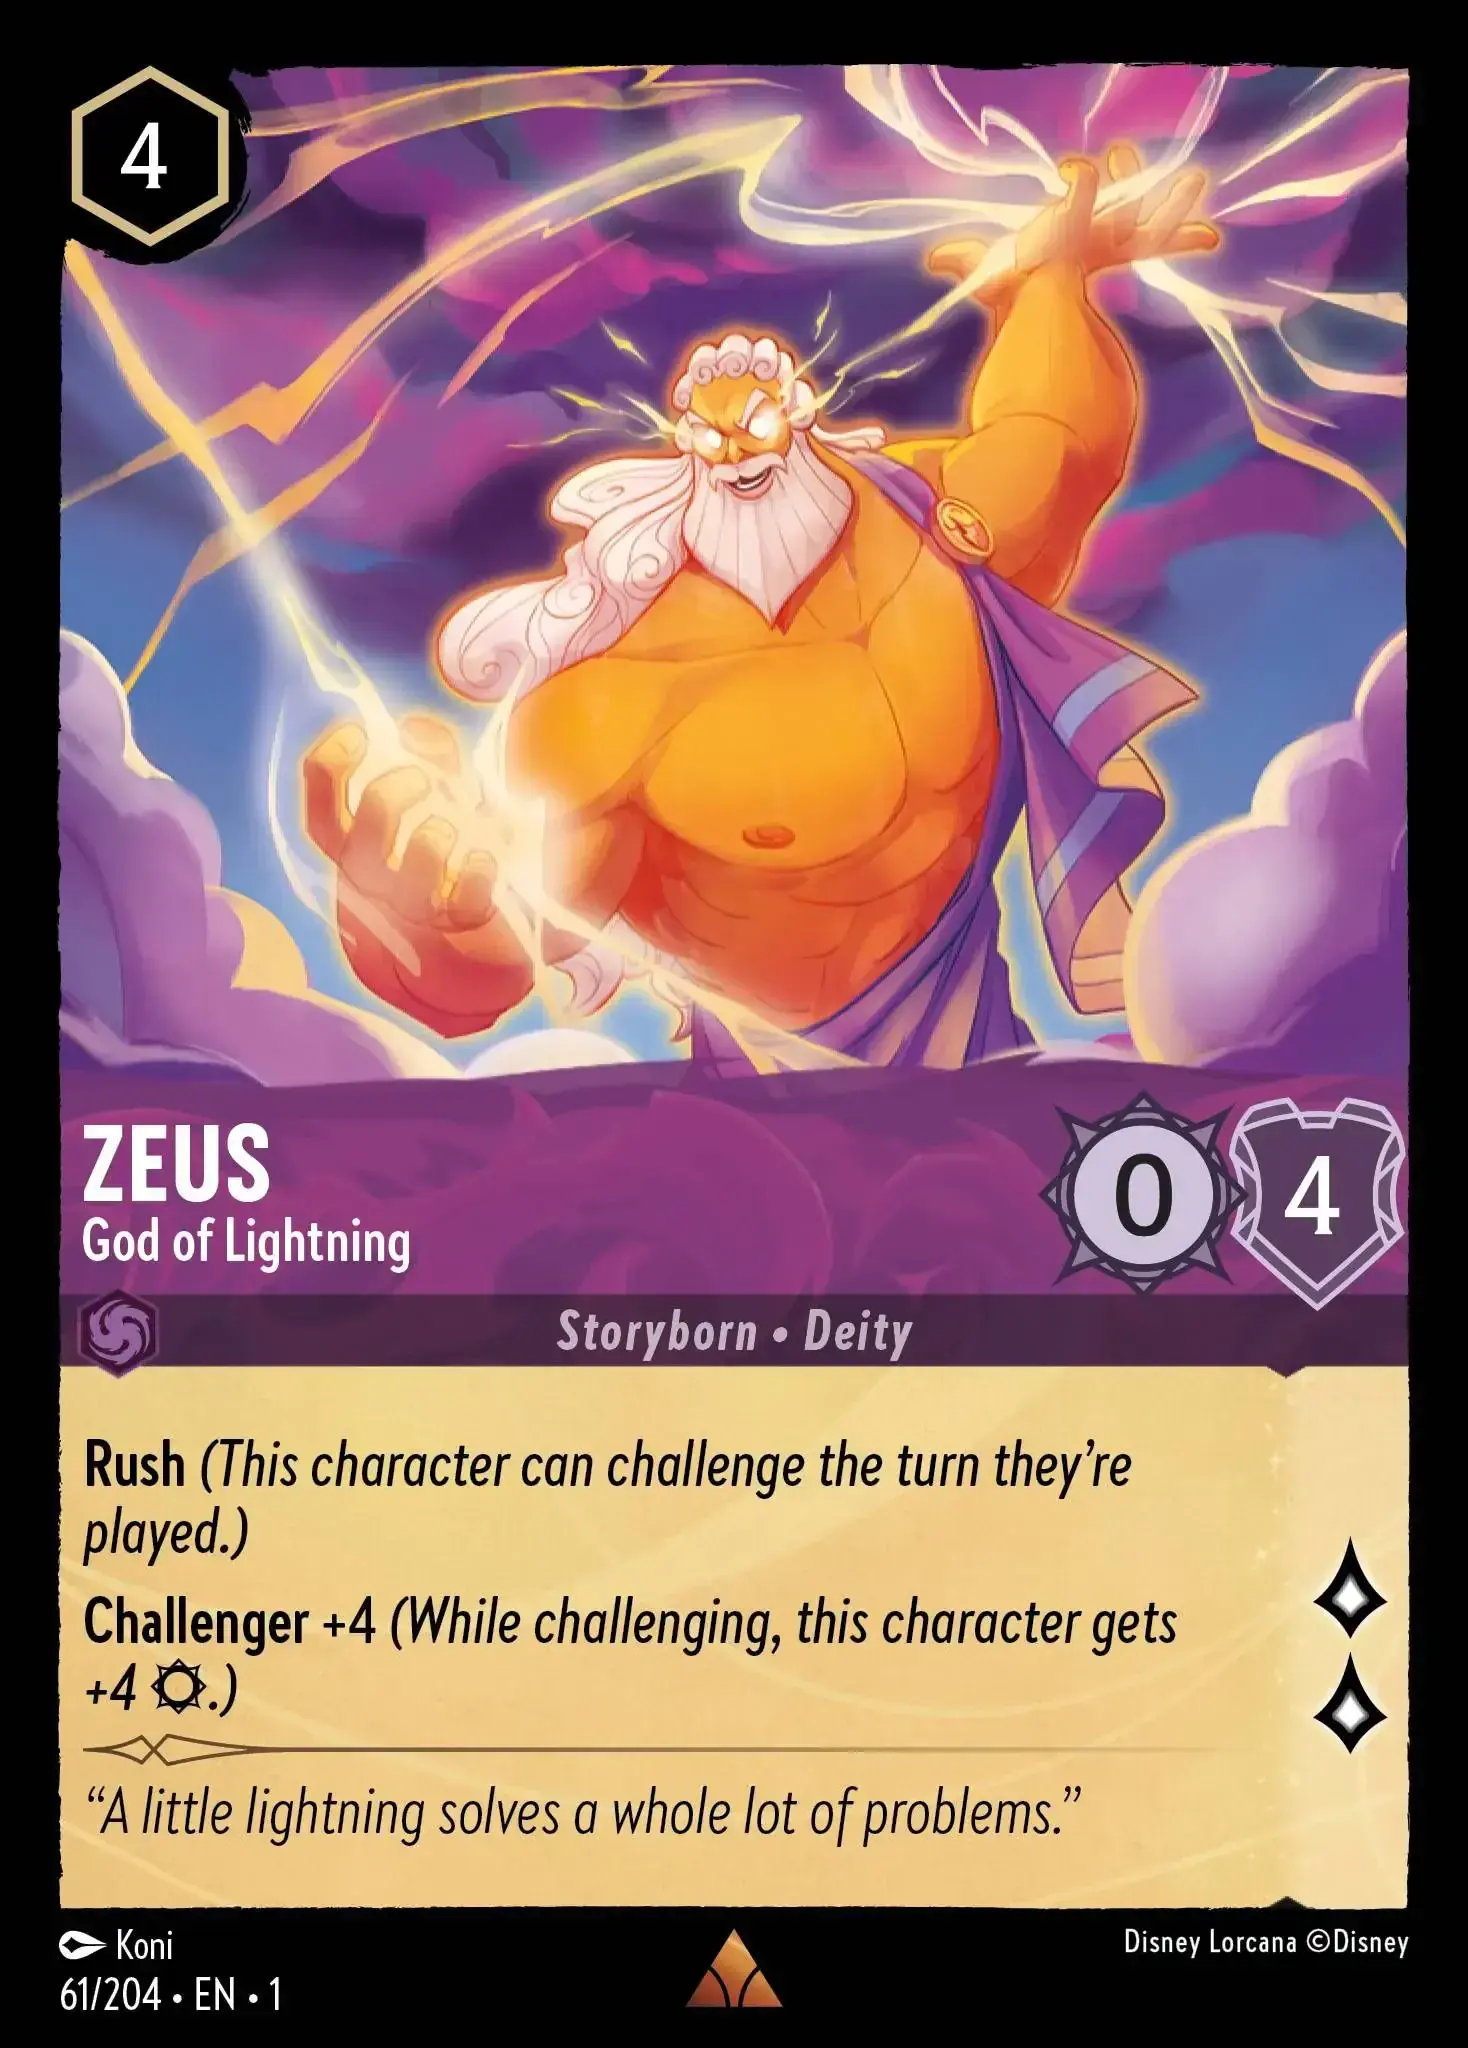 4
ZEUS
God of Lightning
0
4
Storyborn • Deity
Rush (This character can challenge the turn they’re
played.)
Challenger +4 (While challenging, this character gets
+4 .)
“A little lightning solves a whole lot of problems.”
Koni
61/204 • EN • 1
Disney Lorcana ©Disney